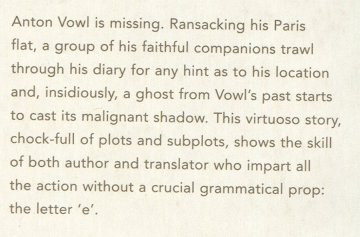 Anton Vowl is missing. Ransacking his Paris
flat, a group of his faithful companions trawl
through his diary for any hint as to his location
and, insidiously, a ghost from Vowl's past starts
to cast its malignant shadow. This virtuoso story,
chock-full of plots and subplots, shows the skill
of both author and translator who impart all
the action without a crucial grammatical prop:
the letter 'e'.